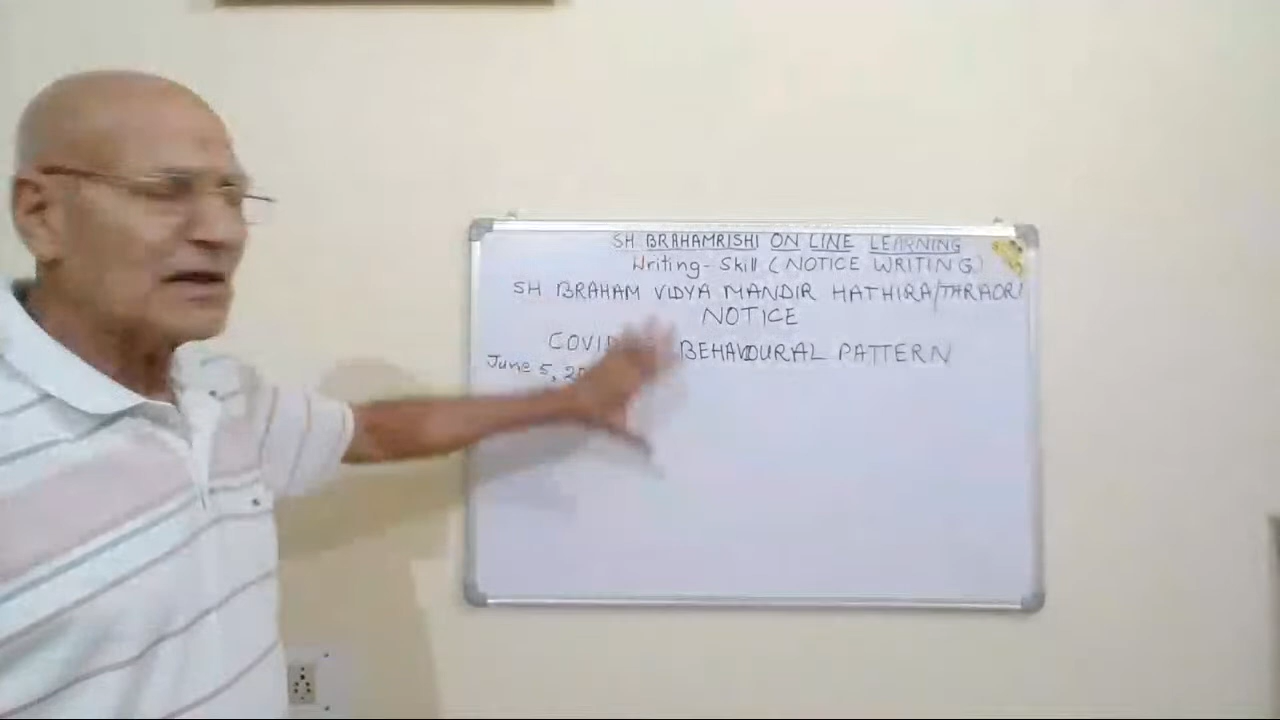 SH BRAHAMRISHI ON LINE LEARNING
Writing-Skill (NOTICE WRITING)
SH BRAHAM VIDYA MANDIR HATHIRA/THRAORI
NOTICE
BEHAVOURAL PATTERN
June 5,